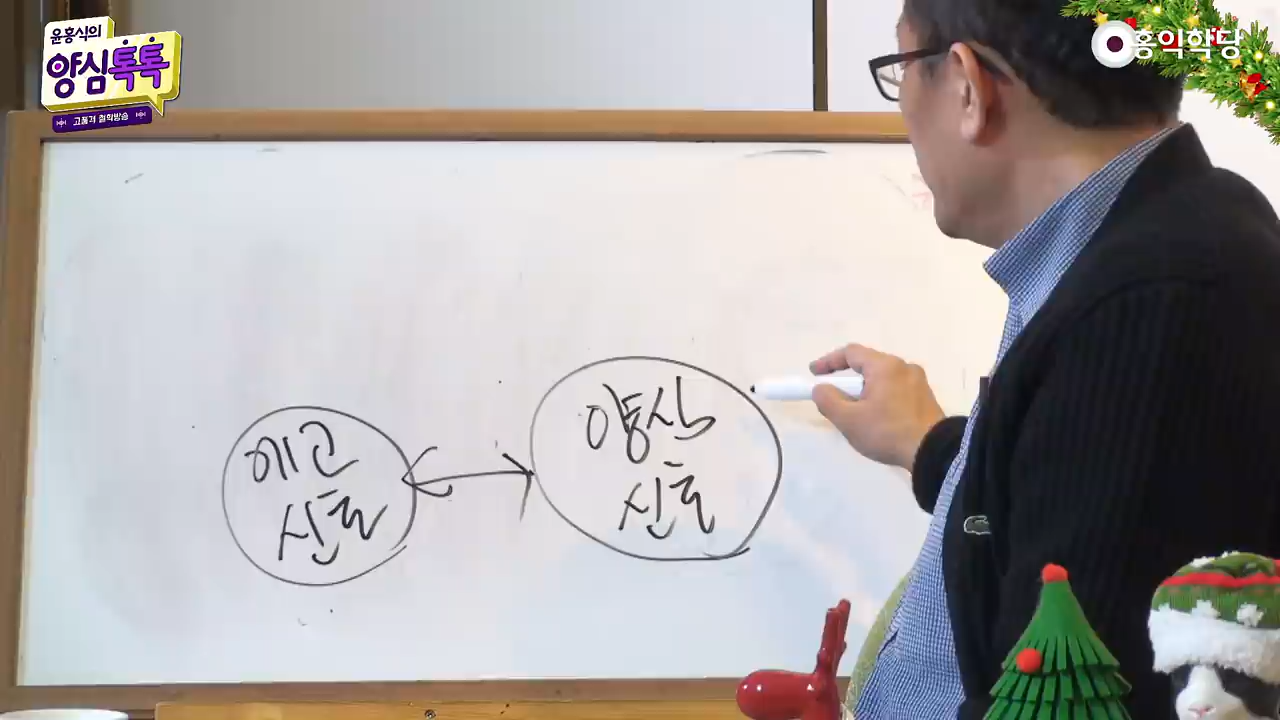 윤홍식의
양심톡톡
고품격 철학방송
홍익학당
에고
신호
양심
신호